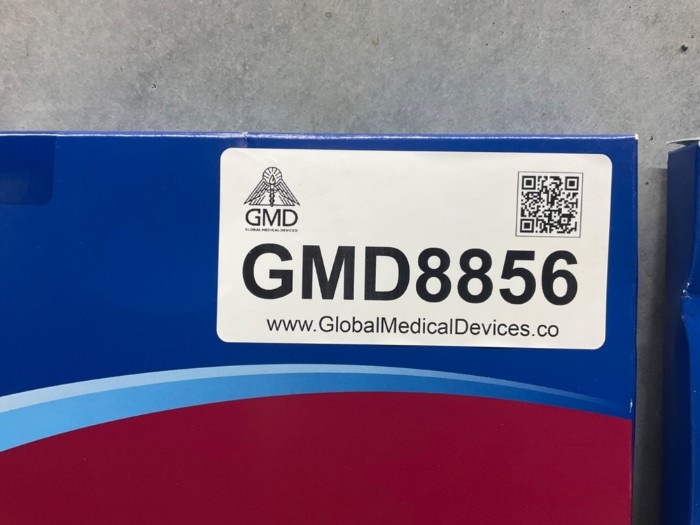 GMD
GLOBAL MEDICAL DEVICES
GMD8856
www.GlobalMedicalDevices.co